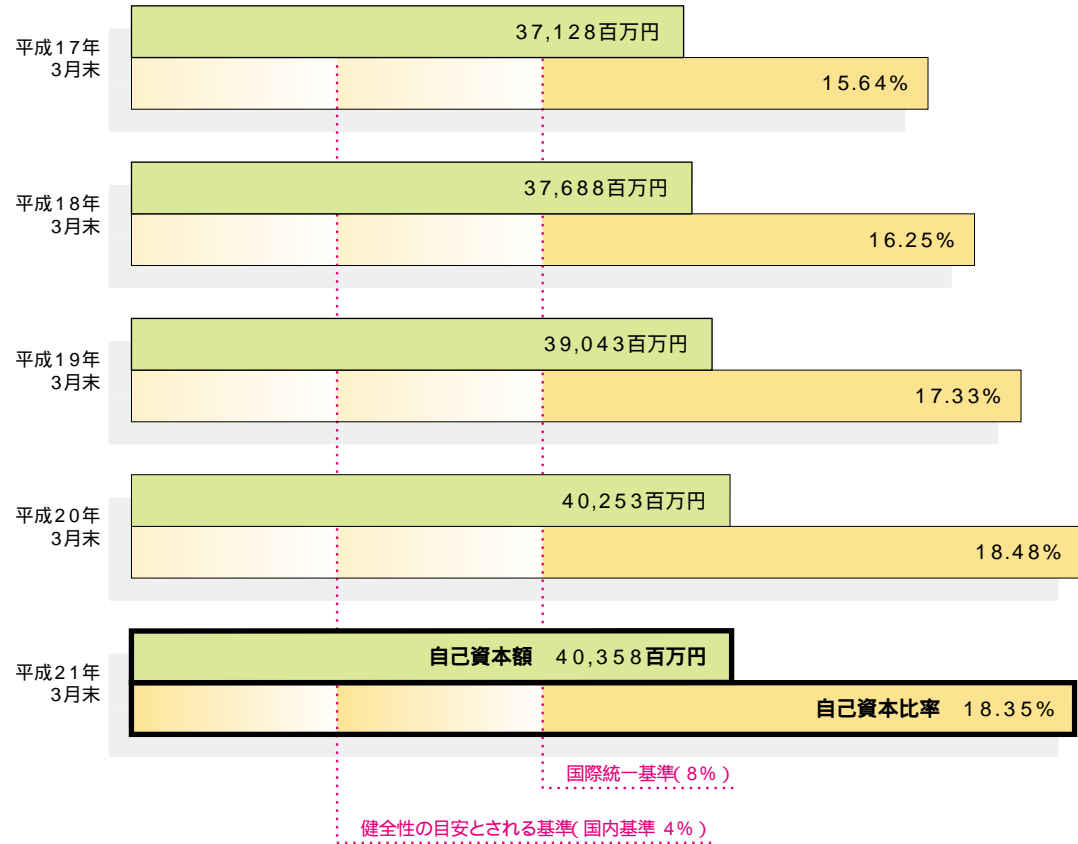 平成17年
3月末
37,128百万円
15.64%
平成18年
3月末
37,688百万円
16.25%
平成19年
3月末
39,043百万円
17.33%
平成20年
3月末
40,253百万円
18.48%
平成21年
3月末
自己資本額 40,358百万円
自己資本比率 18.35%
国際統一基準(8%)
健全性の目安とされる基準(国内基準 4%)